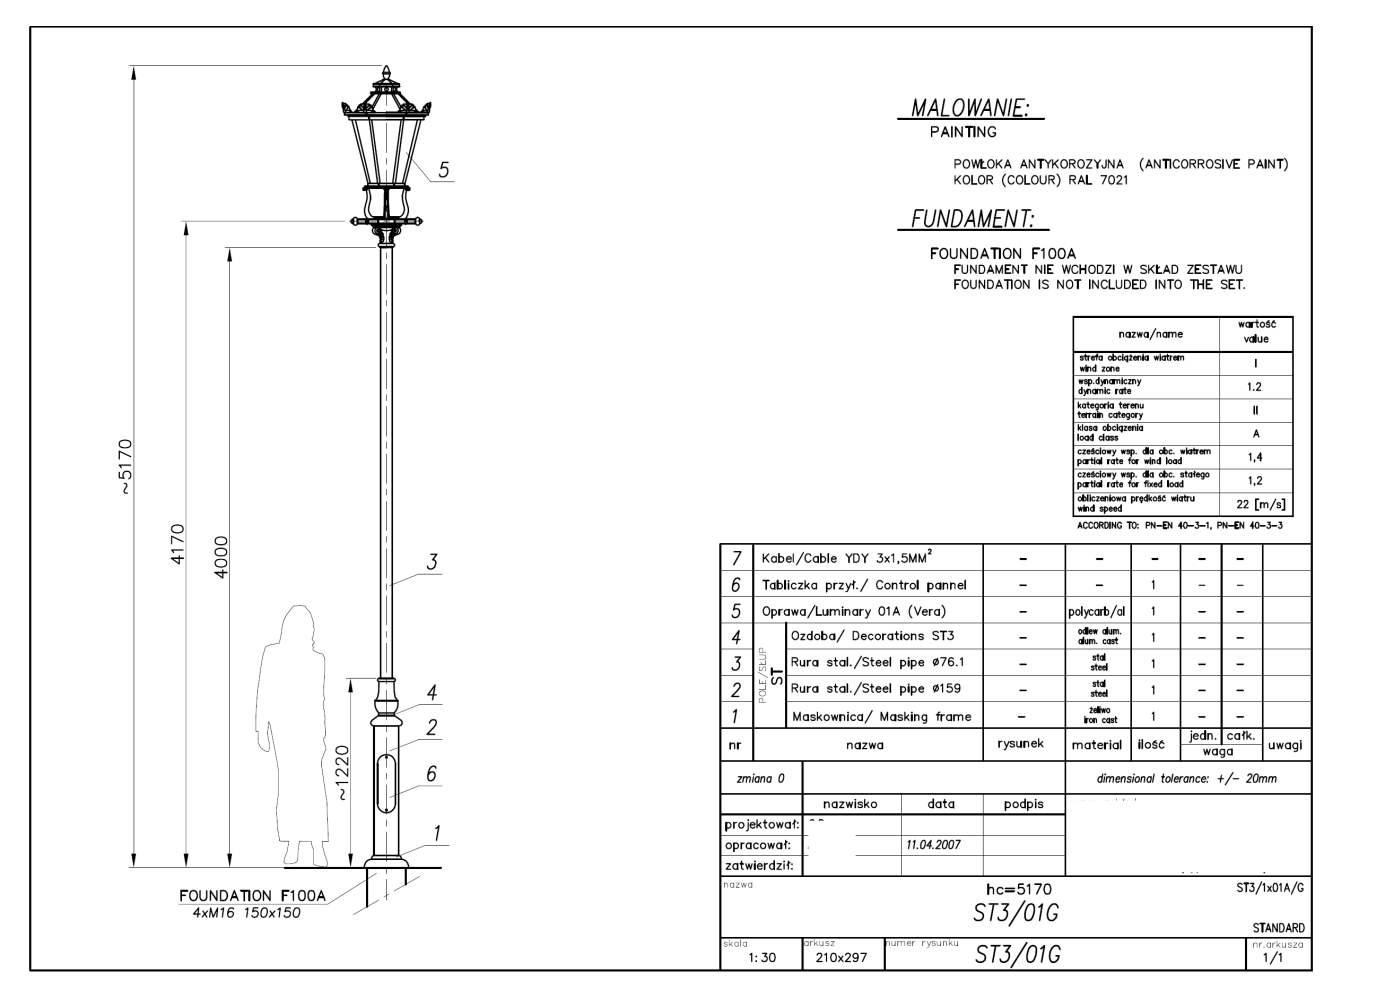 MALOWANIE:
PAINTING
POWŁOKA ANTYKOROZYJNA (ANTICORROSIVE PAINT)
KOLOR (COLOUR) RAL 7021
FUNDAMENT:
FOUNDATION F100A
FUNDAMENT NIE WCHODZI W SKŁAD ZESTAWU
FOUNDATION IS NOT INCLUDED INTO THE SET.
5
~5170
4170
4000
3
~1220
4
2
6
1
FOUNDATION F100A
4xM16 150x150
nazwa/name wartość
value
strefa obciążenia wiatrem
wind zone I
wsp.dynamiczny
dynamic rate 1.2
kategoria terenu
terrain category II
klasa obciązenia
load class A
cześciowy wsp. dla obc. wiatrem
partial rate for wind load 1,4
cześciowy wsp. dla obc. stałego
partial rate for fixed load 1,2
obliczeniowa prędkość wiatru
wind speed 22 [m/s]
ACCORDING TO: PN-EN 40-3-1, PN-EN 40-3-3
7 Kabel/Cable YDY 3x1,5MM² - - - - -
6 Tabliczka przył./ Control pannel - - 1 - -
5 Oprawa/Luminary 01A (Vera) - polycarb/al 1 - -
POLE/SŁUP
ST
4 Ozdoba/ Decorations ST3 - odlew alum.
alum. cast 1 - -
3 Rura stal./Steel pipe ø76.1 - stal
steel 1 - -
2 Rura stal./Steel pipe ø159 - stal
steel 1 - -
1 Maskownica/ Masking frame - żeliwo
iron cast 1 - -
nr nazwa rysunek materiał ilość jedn. całk. uwagi
waga
zmiana 0 dimensional tolerance: +/- 20mm
nazwisko data podpis
projektował:
opracował: 11.04.2007
zatwierdził:
nazwa hc=5170 ST3/1x01A/G
ST3/01G
STANDARD
skala arkusz numer rysunku nr.arkusza
1:30 210x297 ST3/01G 1/1